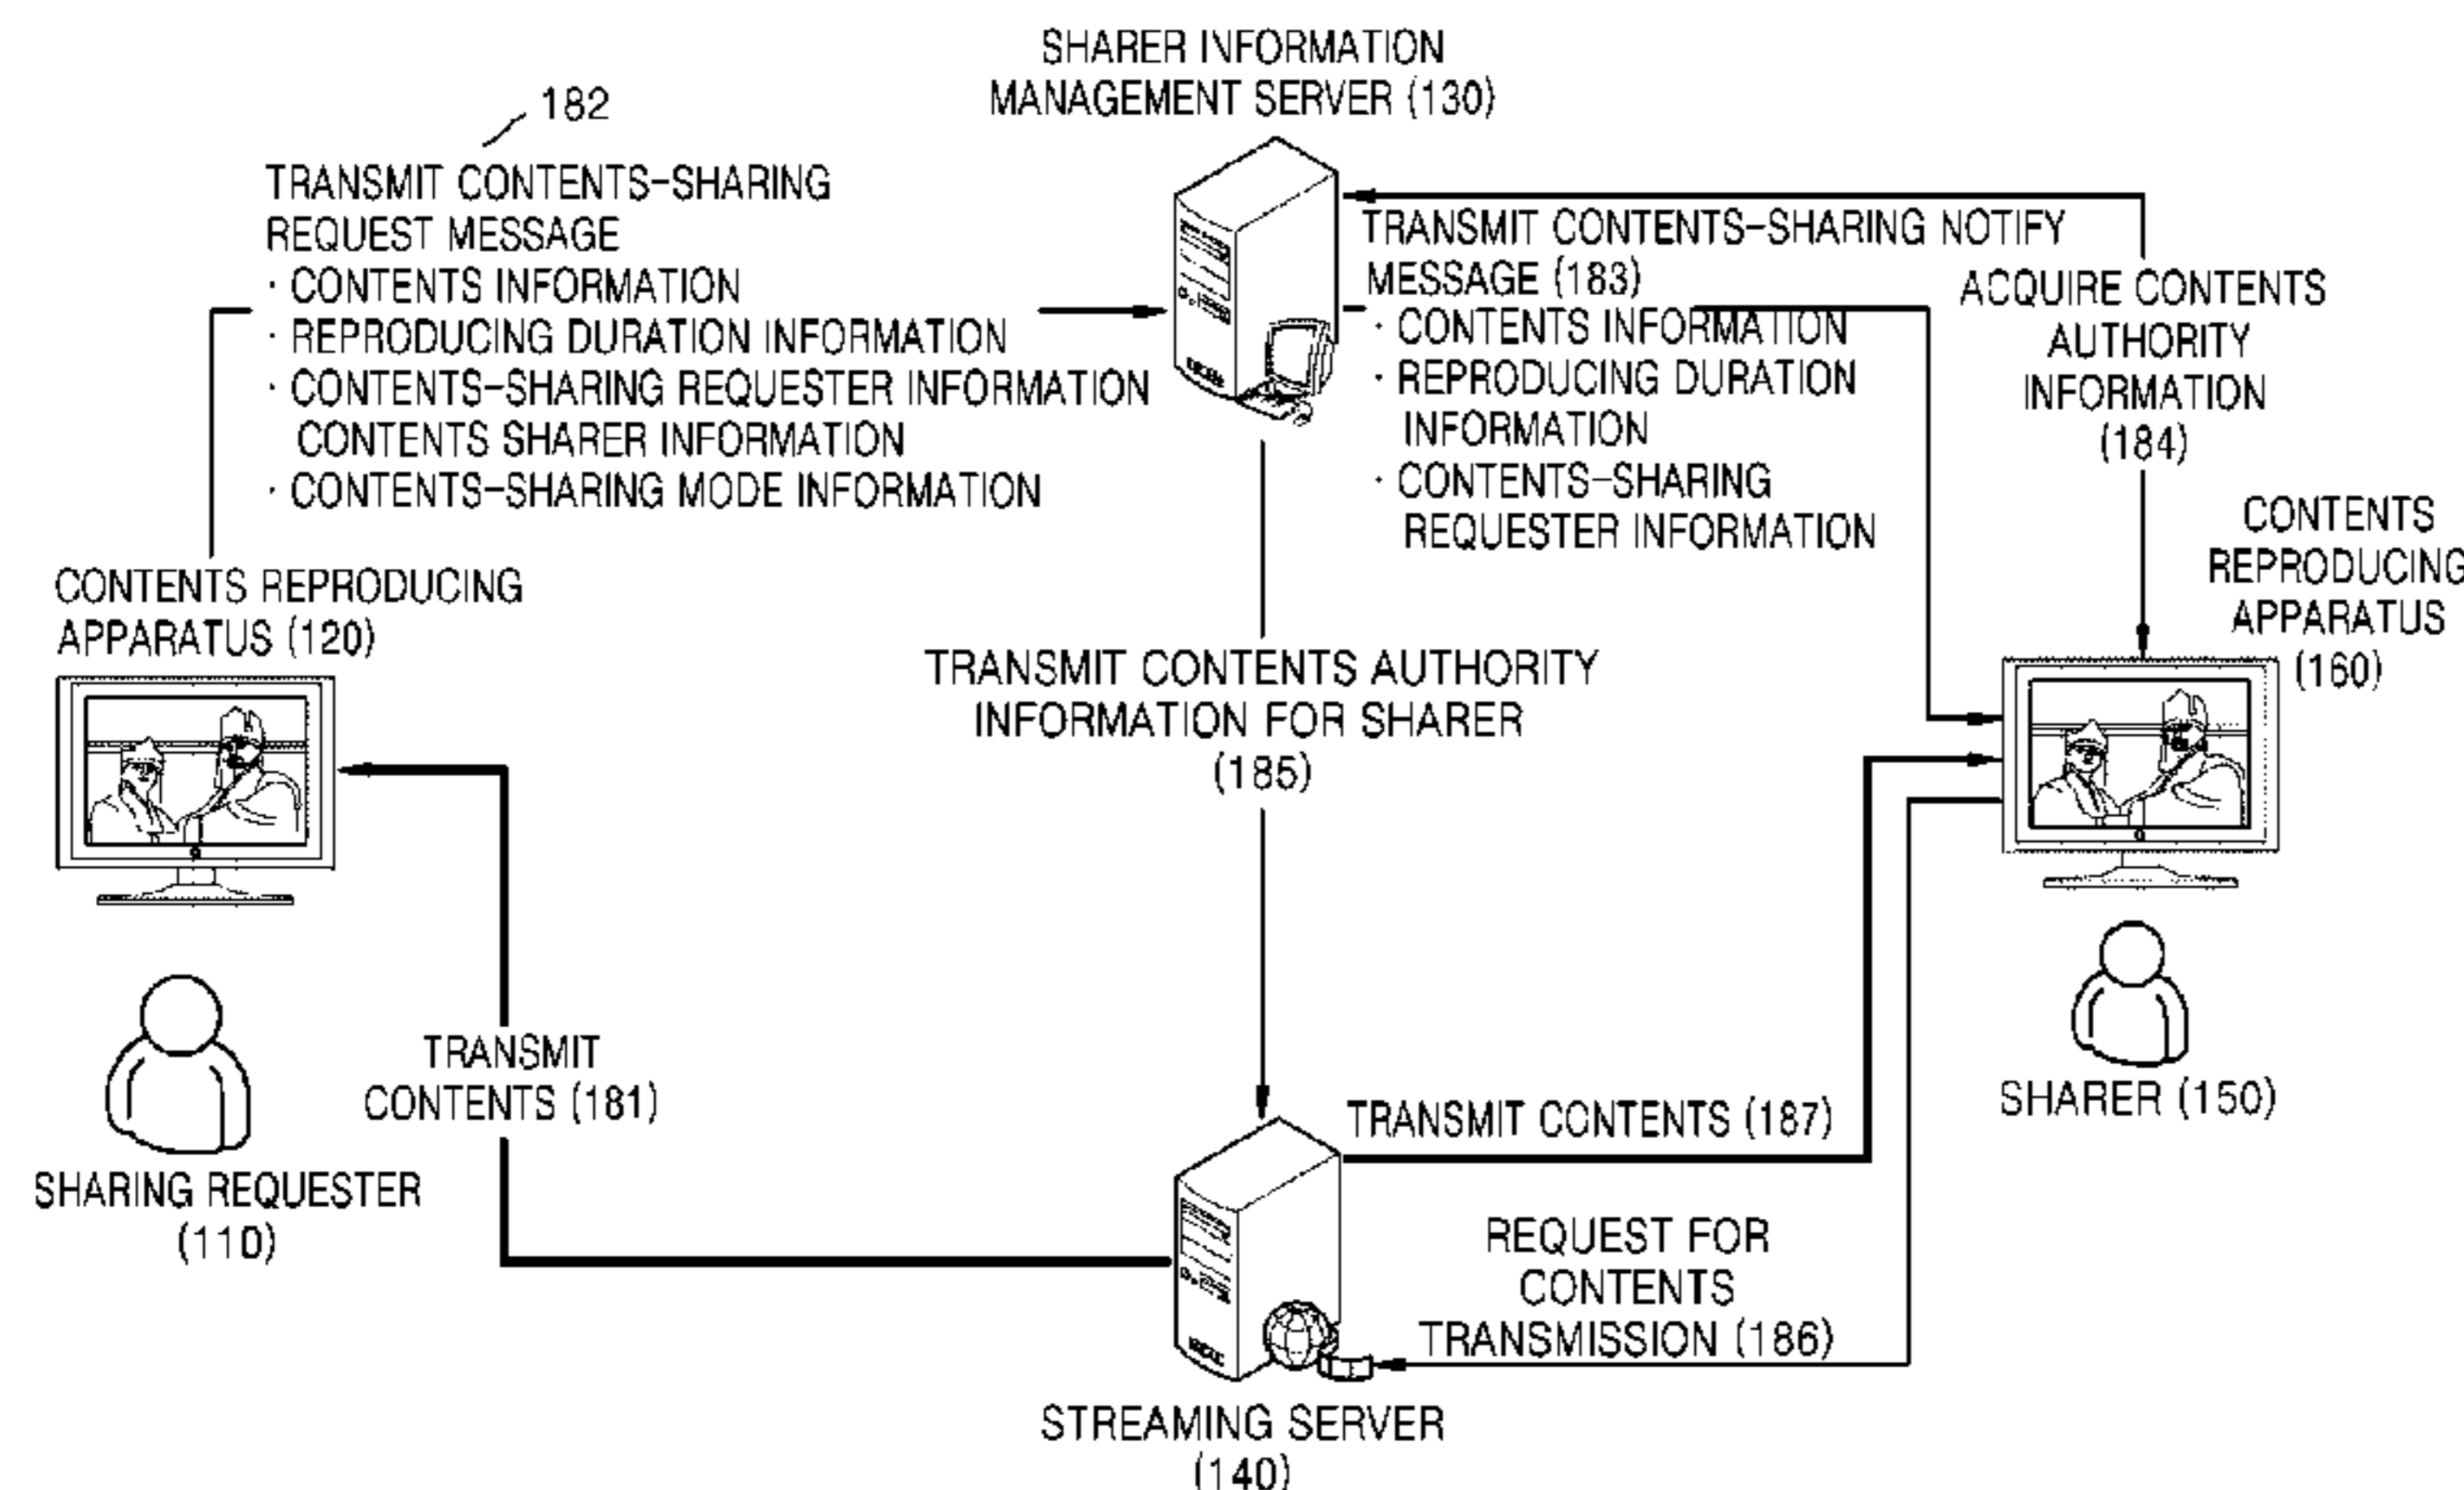 SHARER INFORMATION
MANAGEMENT SERVER (130)
182
TRANSMIT CONTENTS-SHARING
REQUEST MESSAGE
· CONTENTS INFORMATION
· REPRODUCING DURATION INFORMATION
· CONTENTS-SHARING REQUESTER INFORMATION
CONTENTS SHARER INFORMATION
· CONTENTS-SHARING MODE INFORMATION
TRANSMIT CONTENTS-SHARING NOTIFY
MESSAGE (183)
· CONTENTS INFORMATION
· REPRODUCING DURATION
INFORMATION
· CONTENTS-SHARING
REQUESTER INFORMATION
ACQUIRE CONTENTS
AUTHORITY
INFORMATION
(184)
CONTENTS
REPRODUCING
APPARATUS
(160)
CONTENTS REPRODUCING
APPARATUS (120)
TRANSMIT CONTENTS AUTHORITY
INFORMATION FOR SHARER
(185)
TRANSMIT
CONTENTS (181)
SHARING REQUESTER
(110)
TRANSMIT CONTENTS (187)
SHARER (150)
REQUEST FOR
CONTENTS
TRANSMISSION (186)
STREAMING SERVER
(140)